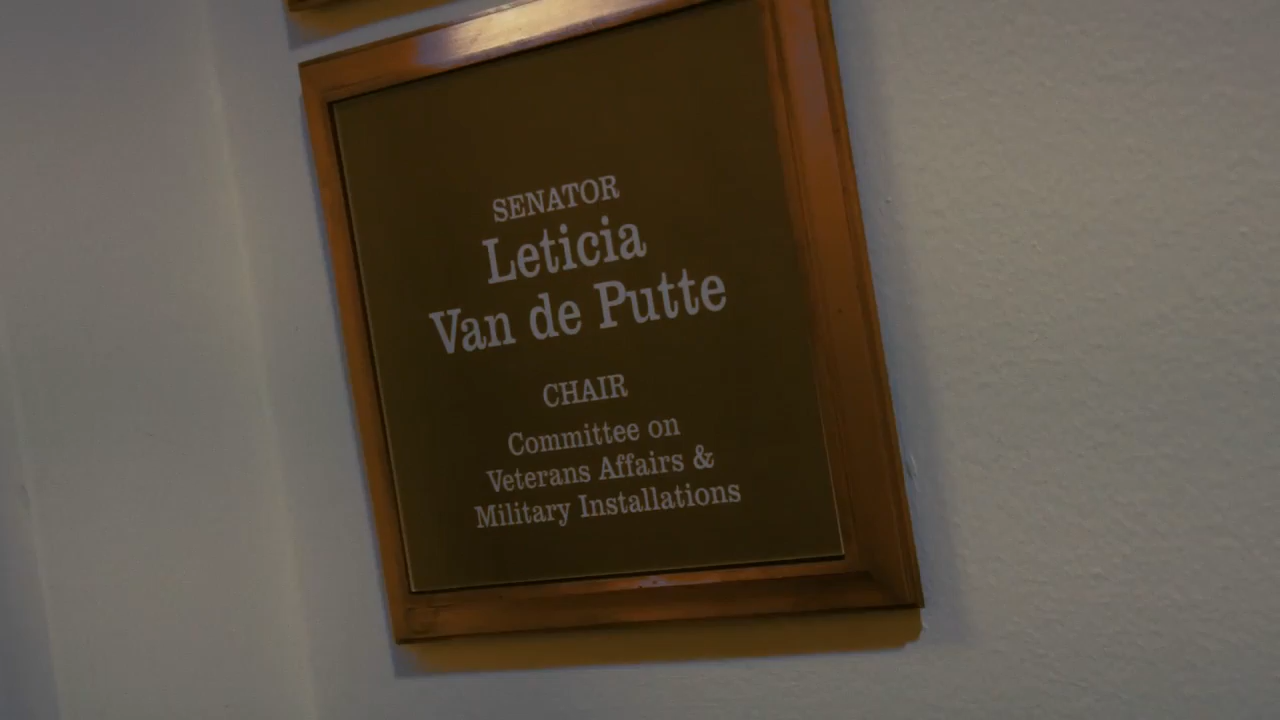 SENATOR
Leticia
Van de Putte
CHAIR
Committee on
Veterans Affairs &
Military Installations